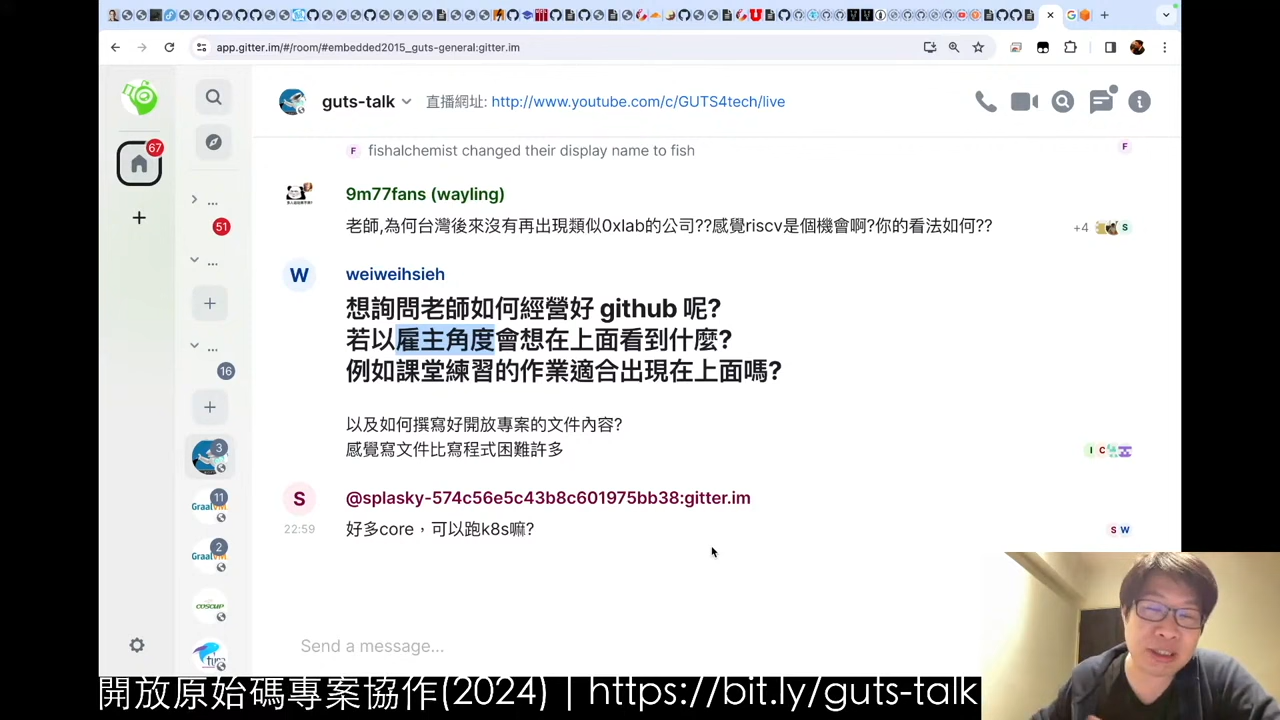 app.gitter.im/#/room/#embedded2015_guts-general:gitter.im
67
51
16
3
11
GraalVM
2
GraalVM
COSCUP
guts-talk
直播網址: http://www.youtube.com/c/GUTS4tech/live
F fishalchemist changed their display name to fish
F
9m77fans (wayling)
老師,為何台灣後來沒有再出現類似0xlab的公司??感覺riscv是個機會啊?你的看法如何??
+4 S
W weiweihsieh
想詢問老師如何經營好 github 呢?
若以雇主角度會想在上面看到什麼?
例如課堂練習的作業適合出現在上面嗎?
以及如何撰寫好開放專案的文件內容?
感覺寫文件比寫程式困難許多
I C
S @splasky-574c56e5c43b8c601975bb38:gitter.im
22:59 好多core，可以跑k8s嘛?
S W
Send a message...
開放原始碼專案協作(2024) | https://bit.ly/guts-talk